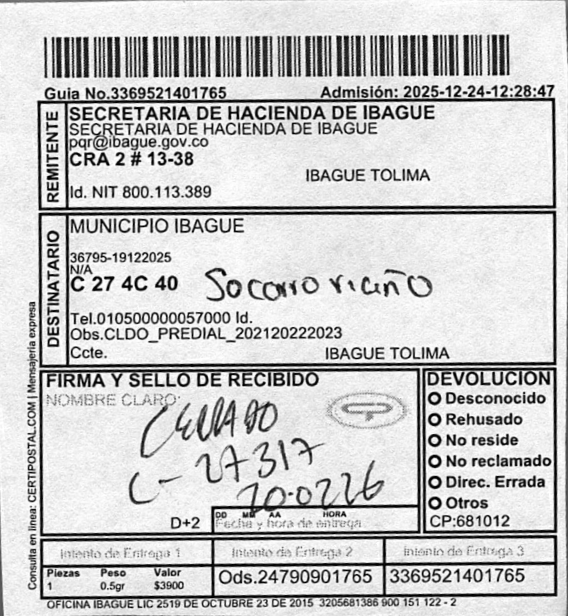 Guia No.3369521401765 Admisión: 2025-12-24-12:28:47
REMITENTE
SECRETARIA DE HACIENDA DE IBAGUE
SECRETARIA DE HACIENDA DE IBAGUE
pqr@ibague.gov.co
CRA 2 # 13-38
IBAGUE TOLIMA
Id. NIT 800.113.389
DESTINATARIO
MUNICIPIO IBAGUE
36795-19122025
N/A
C 27 4C 40 Socorro
Tel.010500000057000 Id.
Obs.CLDO_PREDIAL_202120222023
Ccte. IBAGUE TOLIMA
Consulta en linea: CERTIPOSTAL.COM | Mensajería expresa
FIRMA Y SELLO DE RECIBIDO
NOMBRE CLARO:
CERRADO
C-27317
20-0226
D+2
DD MM AA HORA
Fecha y hora de entrega
DEVOLUCION
Desconocido
Rehusado
No reside
No reclamado
Direc. Errada
Otros
CP:681012
Intento de Entrega 1 Intento de Entrega 2 Intento de Entrega 3
Piezas Peso Valor
1 0.5gr $3900
Ods.24790901765 3369521401765
OFICINA IBAGUE LIC 2519 DE OCTUBRE 23 DE 2015 3205681386 900 151 122 - 2